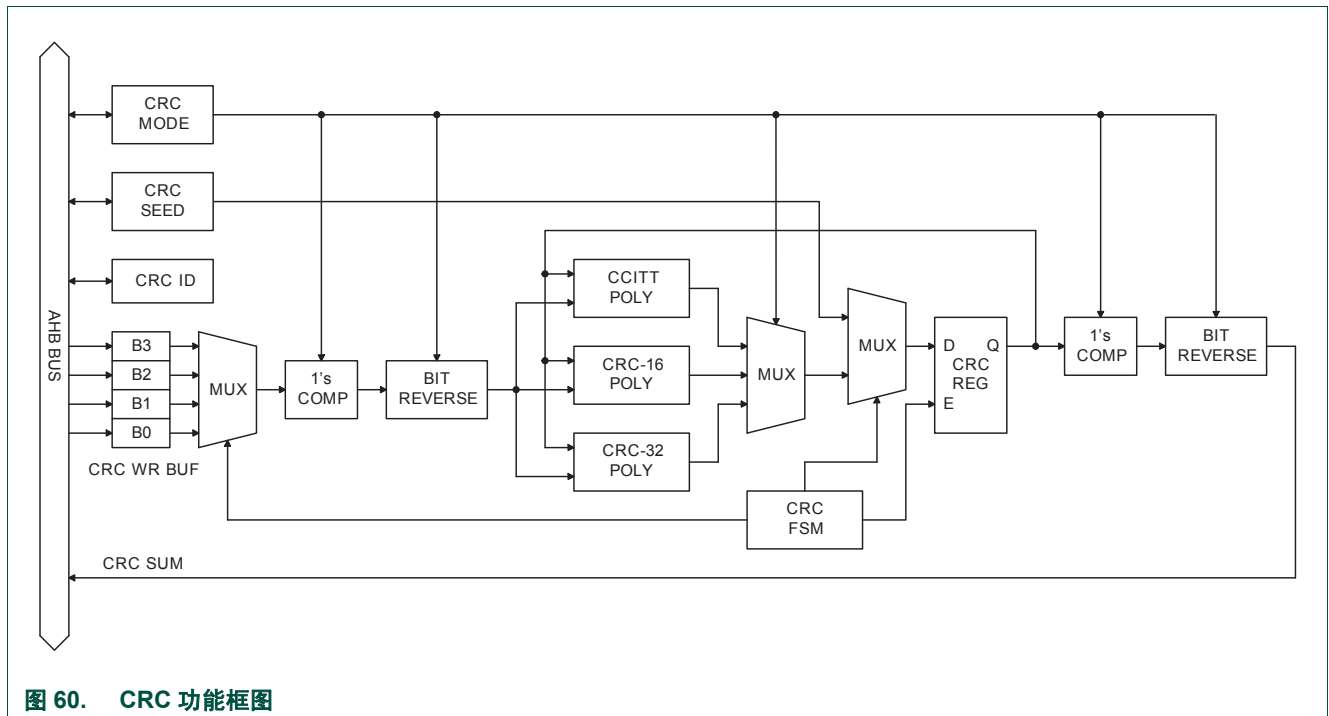 CRC
MODE
CRC
SEED
CRC ID
AHB BUS
B3
B2
B1
B0
CRC WR BUF
MUX
1's
COMP
BIT
REVERSE
CCITT
POLY
CRC-16
POLY
CRC-32
POLY
MUX
MUX
CRC
FSM
D Q
CRC
REG
E
1's
COMP
BIT
REVERSE
CRC SUM
图 60. CRC 功能框图